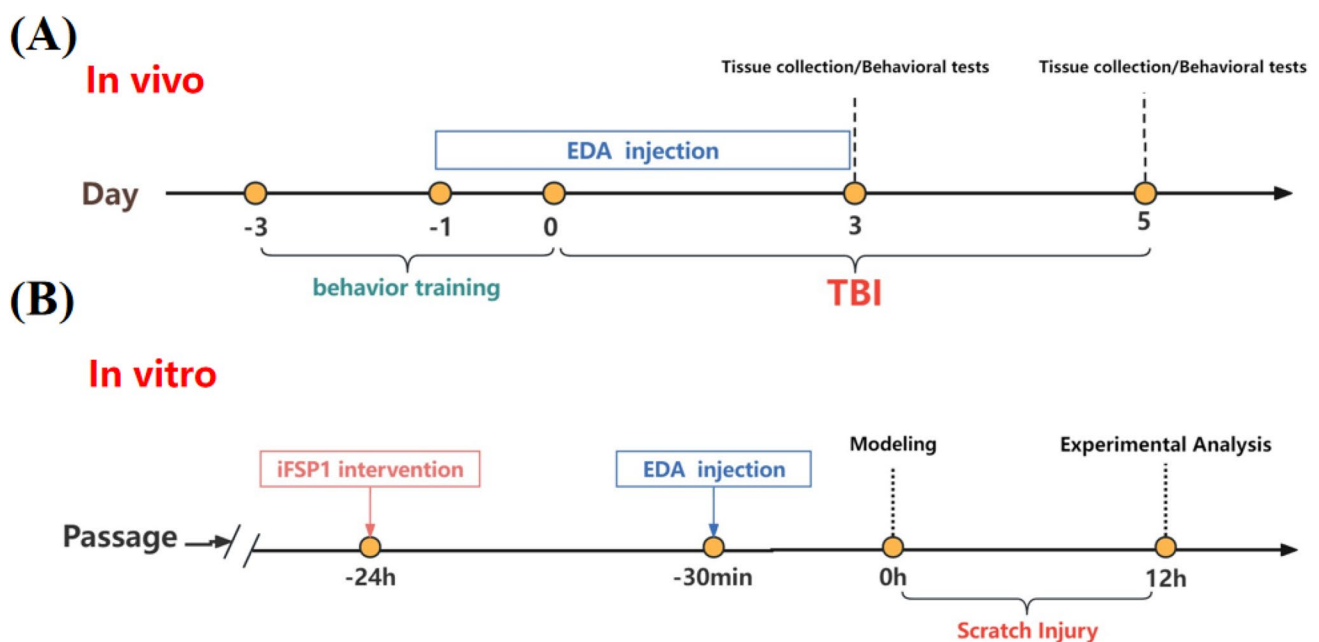 (A)
In vivo
Tissue collection/Behavioral tests
Tissue collection/Behavioral tests
EDA injection
Day
-3
-1
0
3
5
behavior training
TBI
(B)
In vitro
iFSP1 intervention
EDA injection
Modeling
Experimental Analysis
Passage
-24h
-30min
0h
12h
Scratch Injury